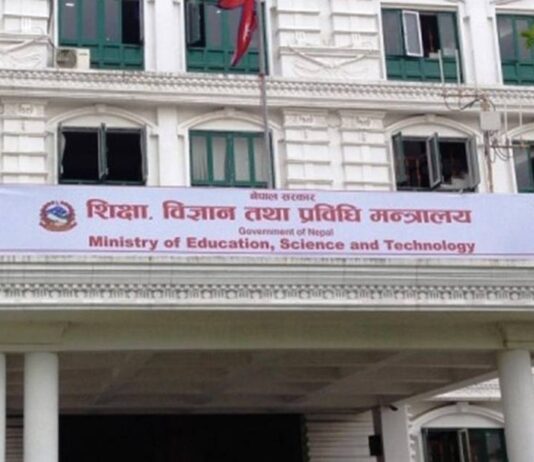 नेपाल सरकार
शिक्षा, विज्ञान तथा प्रविधि मन्त्रालय
Government of Nepal
Ministry of Education, Science and Technology